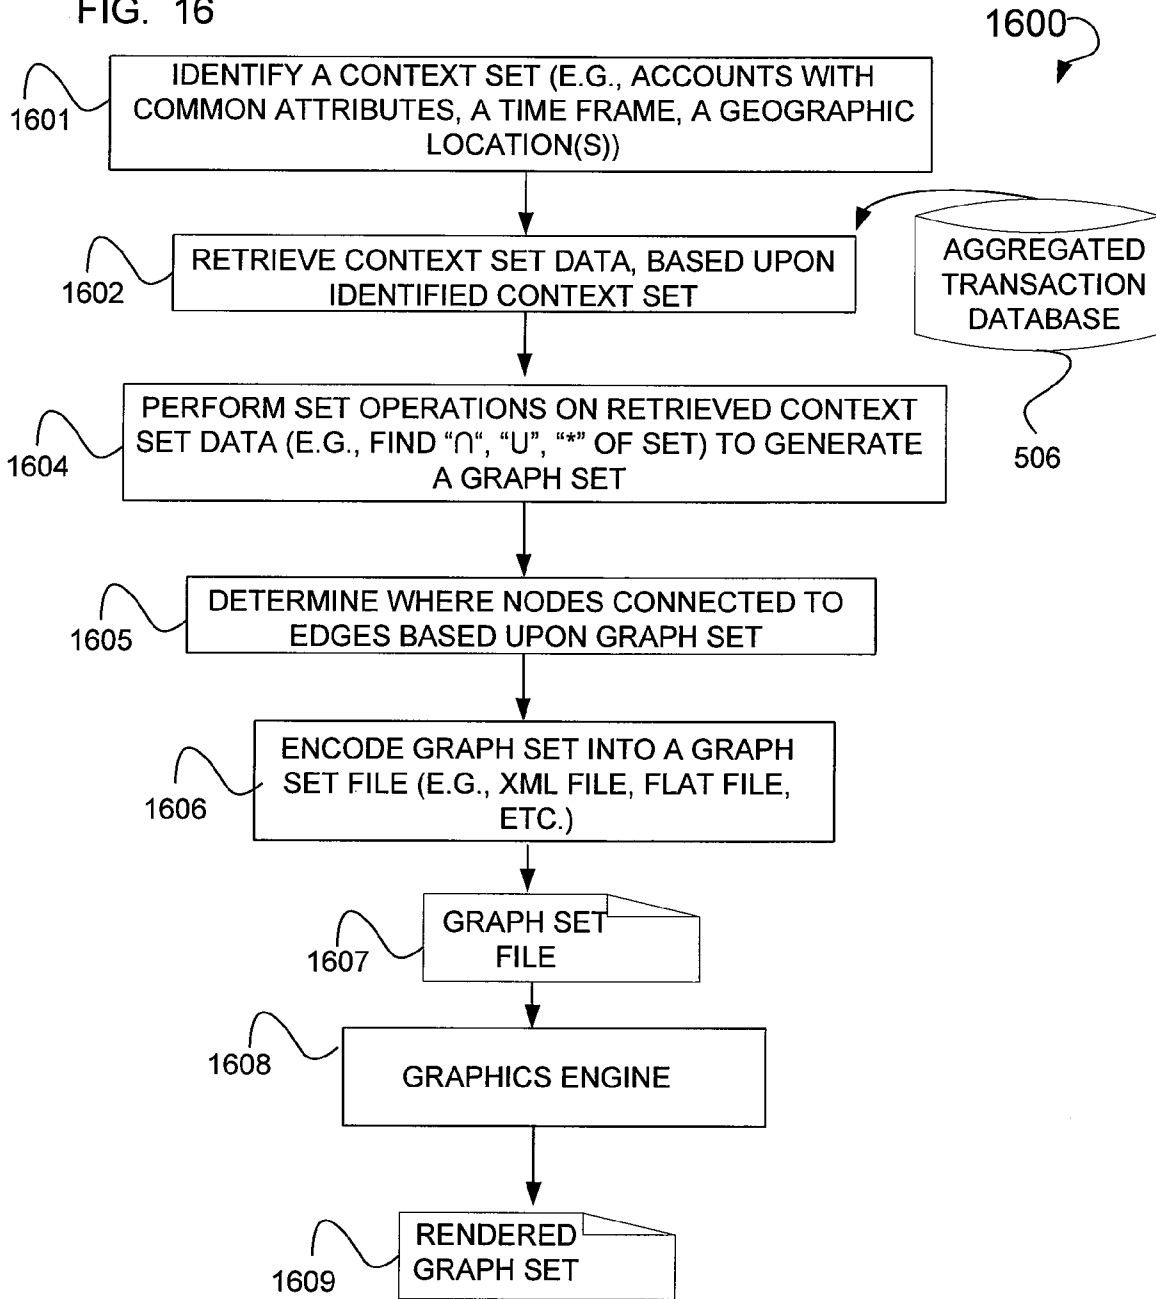 FIG. 16
1600
IDENTIFY A CONTEXT SET (E.G., ACCOUNTS WITH
COMMON ATTRIBUTES, A TIME FRAME, A GEOGRAPHIC
LOCATION(S))
1601
RETRIEVE CONTEXT SET DATA, BASED UPON
IDENTIFIED CONTEXT SET
1602
AGGREGATED
TRANSACTION
DATABASE
506
PERFORM SET OPERATIONS ON RETRIEVED CONTEXT
SET DATA (E.G., FIND “∩“, “U”, “*” OF SET) TO GENERATE
A GRAPH SET
1604
DETERMINE WHERE NODES CONNECTED TO
EDGES BASED UPON GRAPH SET
1605
ENCODE GRAPH SET INTO A GRAPH
SET FILE (E.G., XML FILE, FLAT FILE,
ETC.)
1606
GRAPH SET
FILE
1607
GRAPHICS ENGINE
1608
RENDERED
GRAPH SET
1609